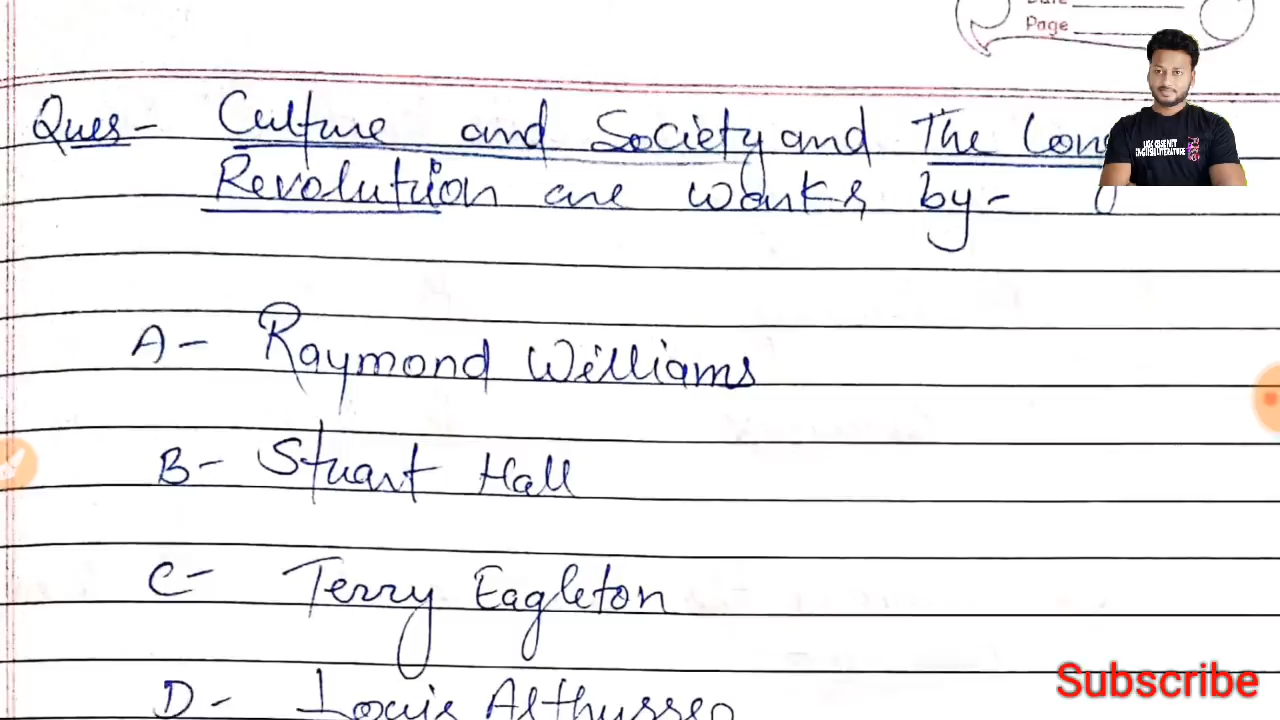 Page
Ques- Culture and Society and The
Revolution are works by-
A- Raymond Williams
B- Stuart Hall
C- Terry Eagleton
D- Louis Althusser
Subscribe